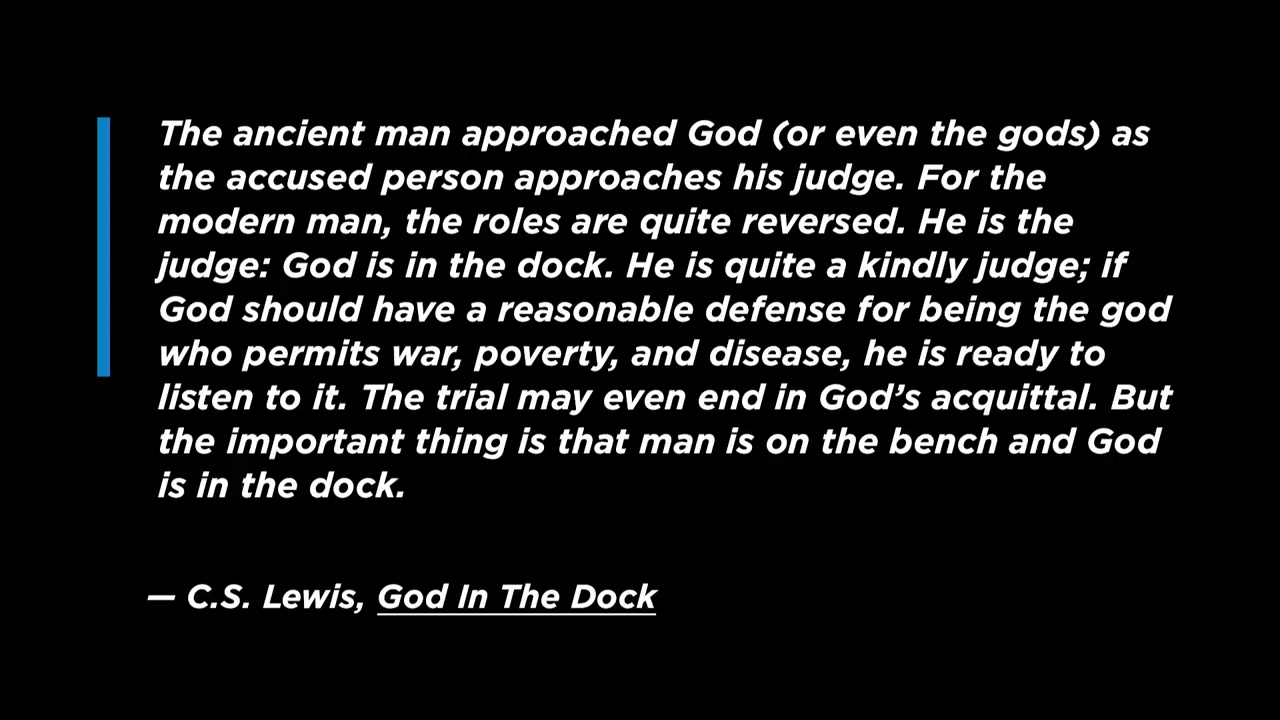 The ancient man approached God (or even the gods) as
the accused person approaches his judge. For the
modern man, the roles are quite reversed. He is the
judge: God is in the dock. He is quite a kindly judge; if
God should have a reasonable defense for being the god
who permits war, poverty, and disease, he is ready to
listen to it. The trial may even end in God’s acquittal. But
the important thing is that man is on the bench and God
is in the dock.
— C.S. Lewis, God In The Dock